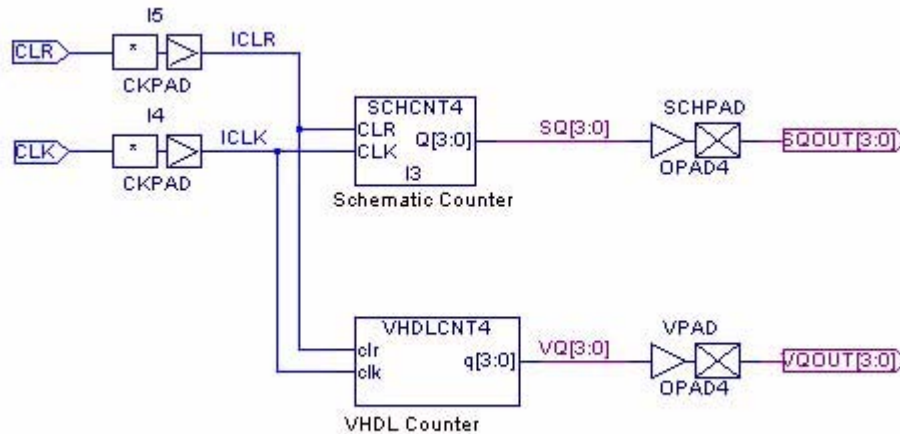 I5
CLR
*
ICLR
CKPAD
I4
CLK
*
ICLK
CKPAD
SCHCNT4
CLR
CLK
Q[3:0]
I3
Schematic Counter
SQ[3:0]
SCHPAD
OPAD4
SQOUT[3:0]
VHDLCNT4
clr
clk
q[3:0]
VHDL Counter
VQ[3:0]
VPAD
OPAD4
VQOUT[3:0]